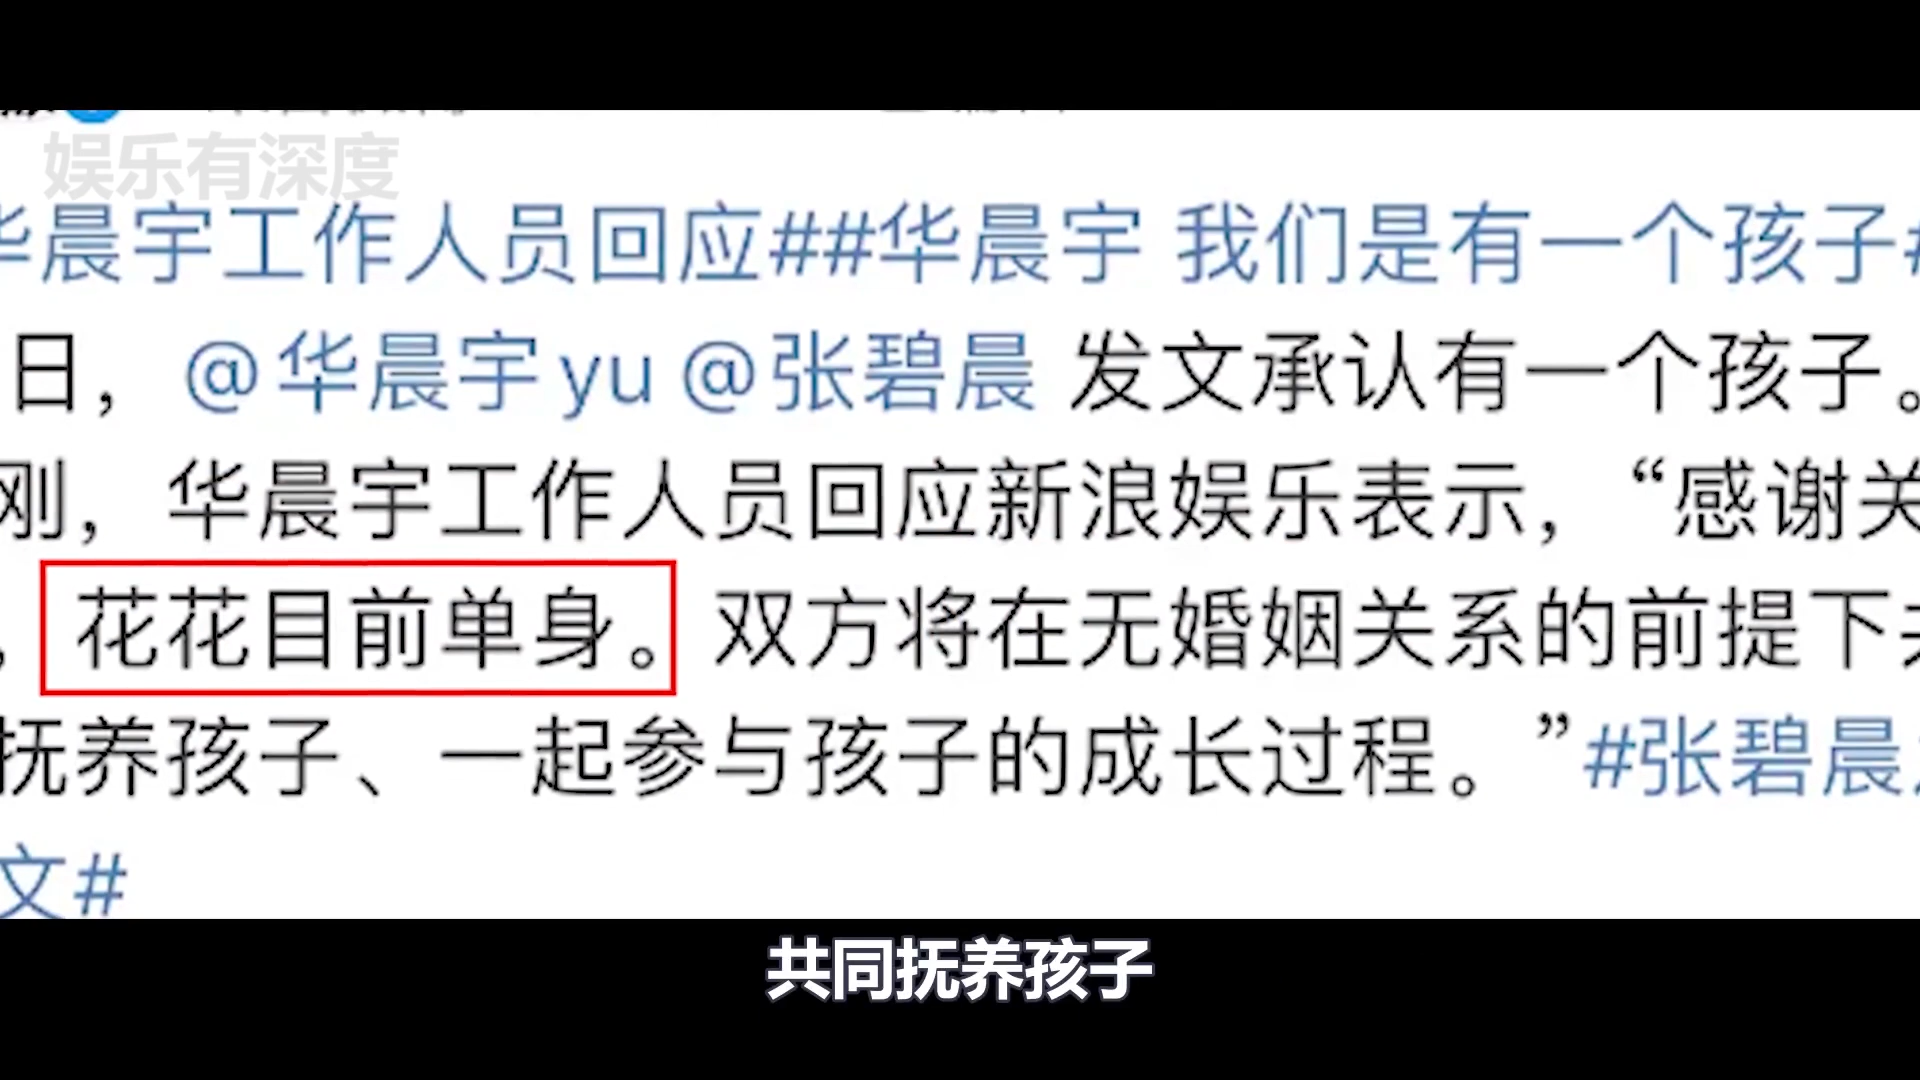 娱乐有深度
华晨宇工作人员回应##华晨宇 我们是有一个孩子#
日，@华晨宇yu @张碧晨 发文承认有一个孩子。
刚，华晨宇工作人员回应新浪娱乐表示，“感谢关
，花花目前单身。双方将在无婚姻关系的前提下
抚养孩子、一起参与孩子的成长过程。”#张碧晨
文#
共同抚养孩子